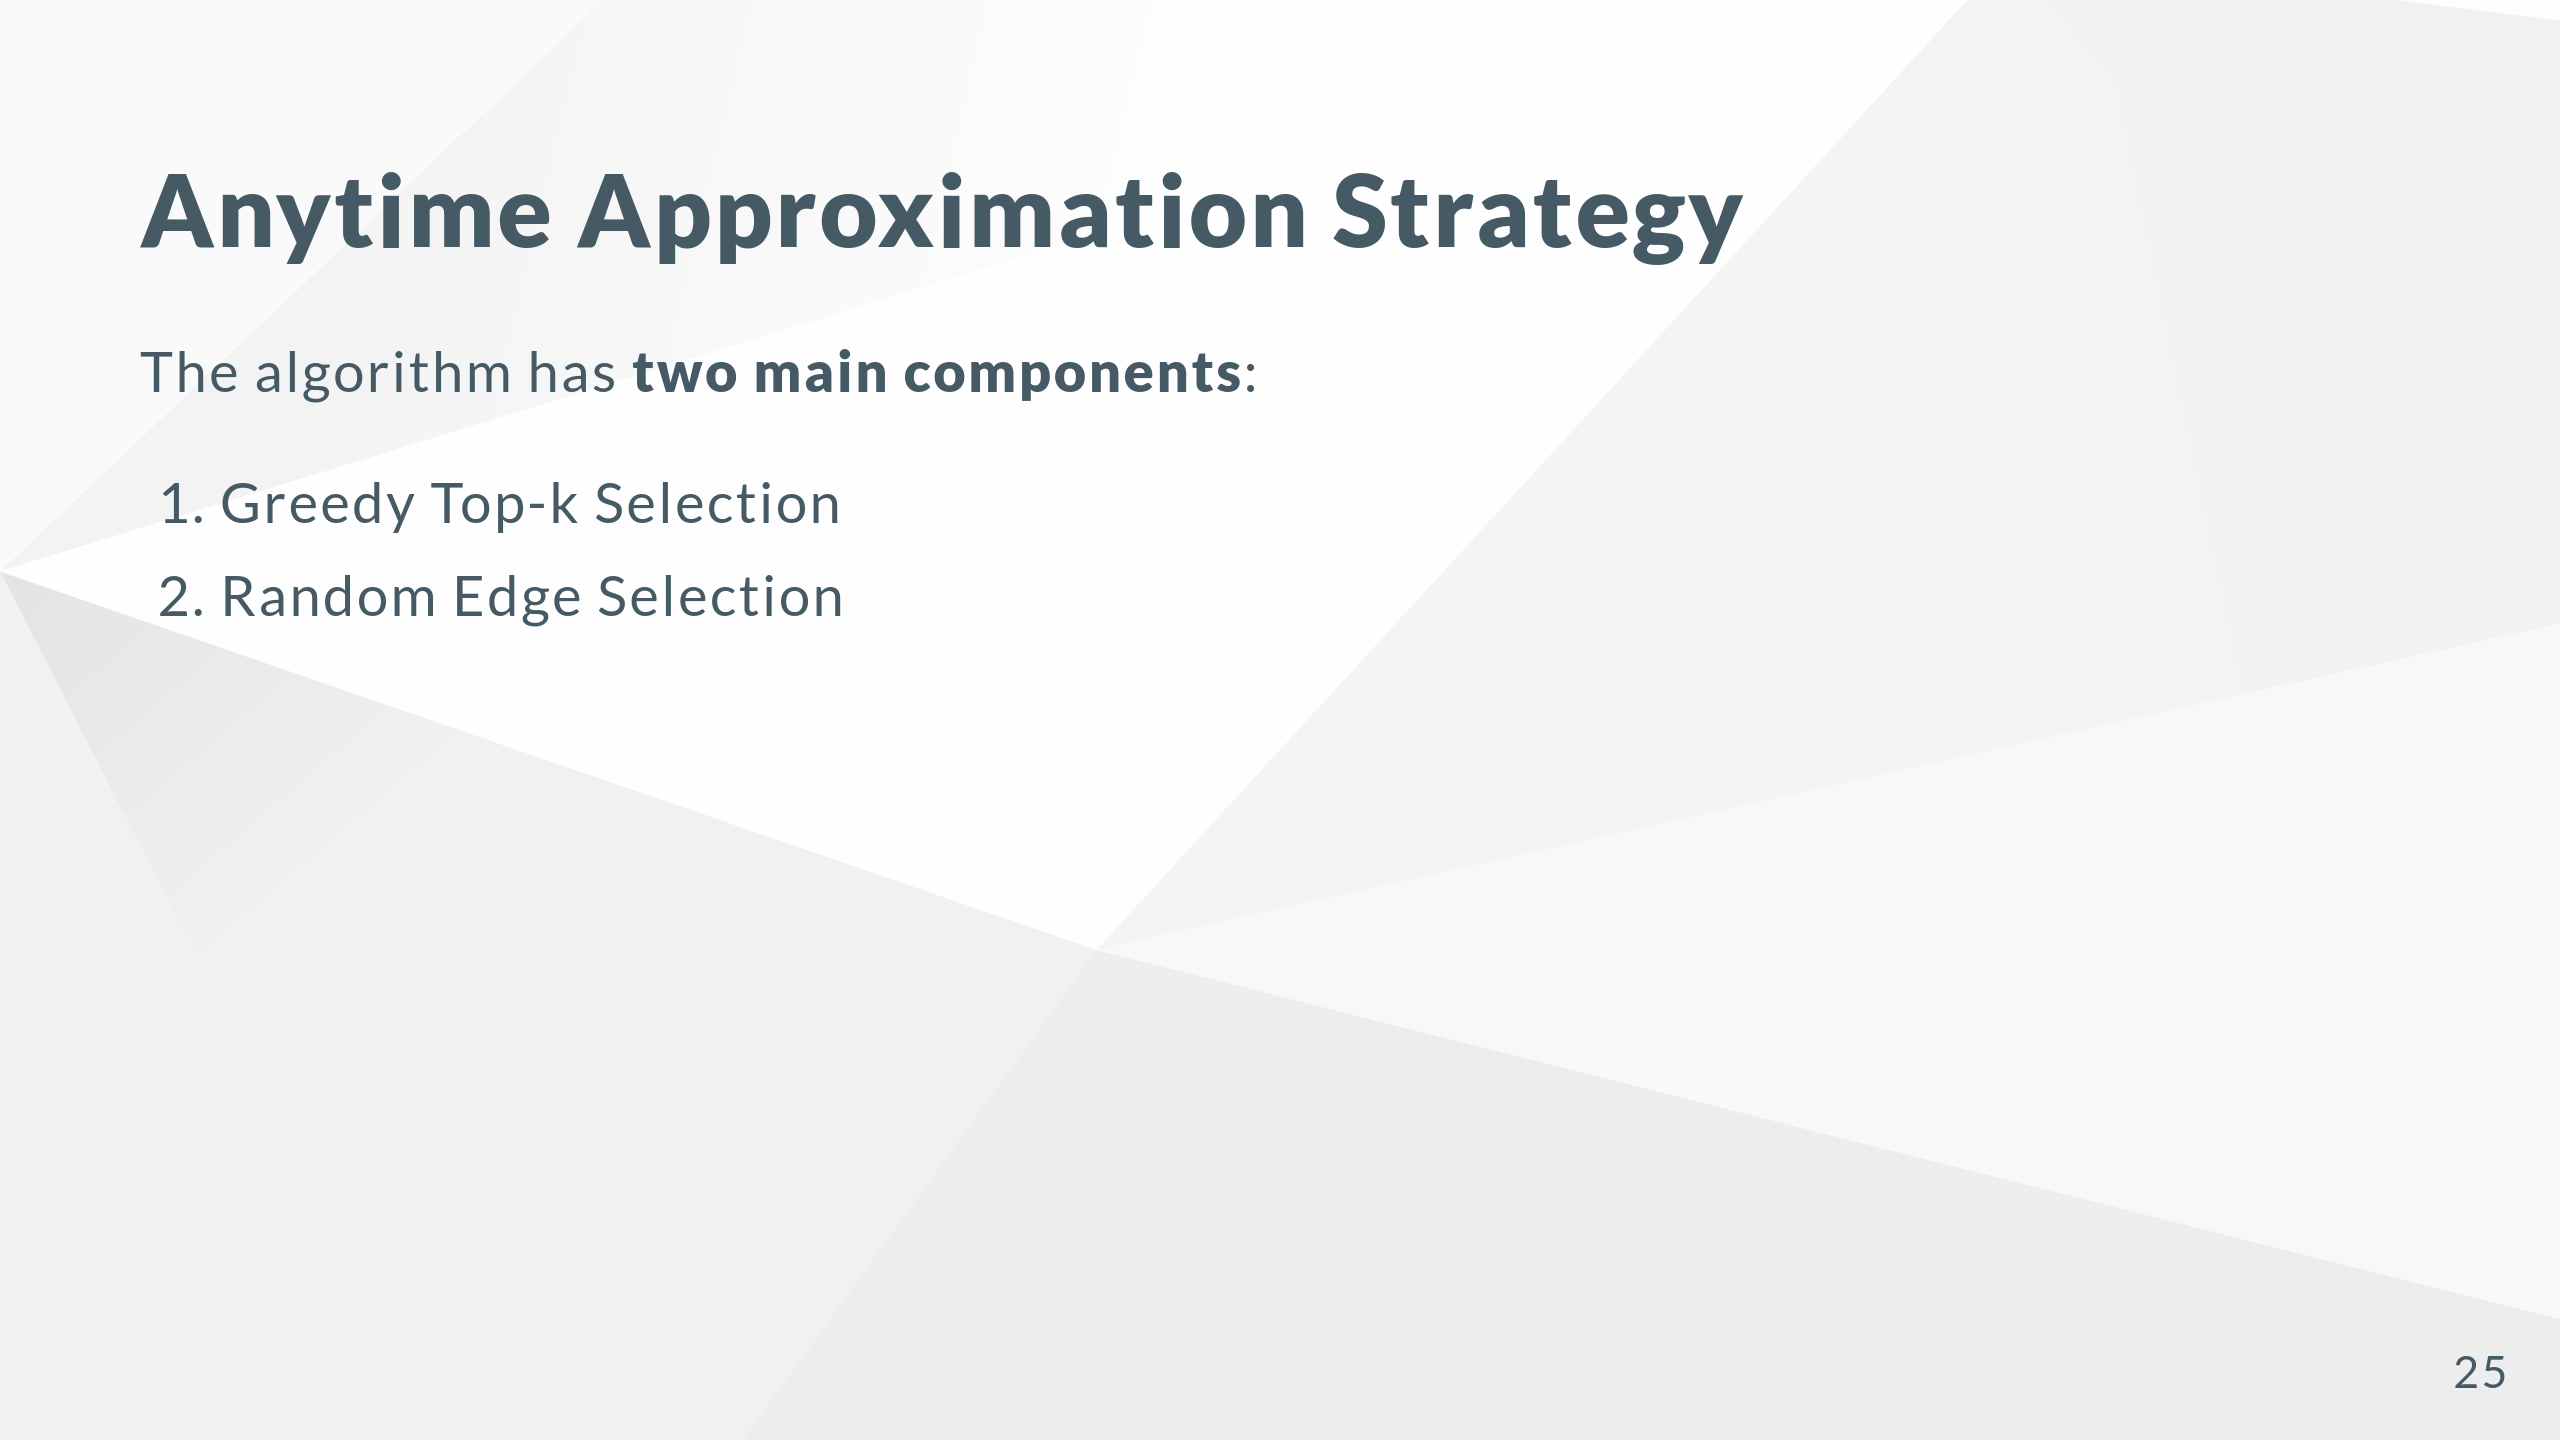 Anytime Approximation Strategy
The algorithm has two main components:
1. Greedy Top-k Selection
2. Random Edge Selection
25